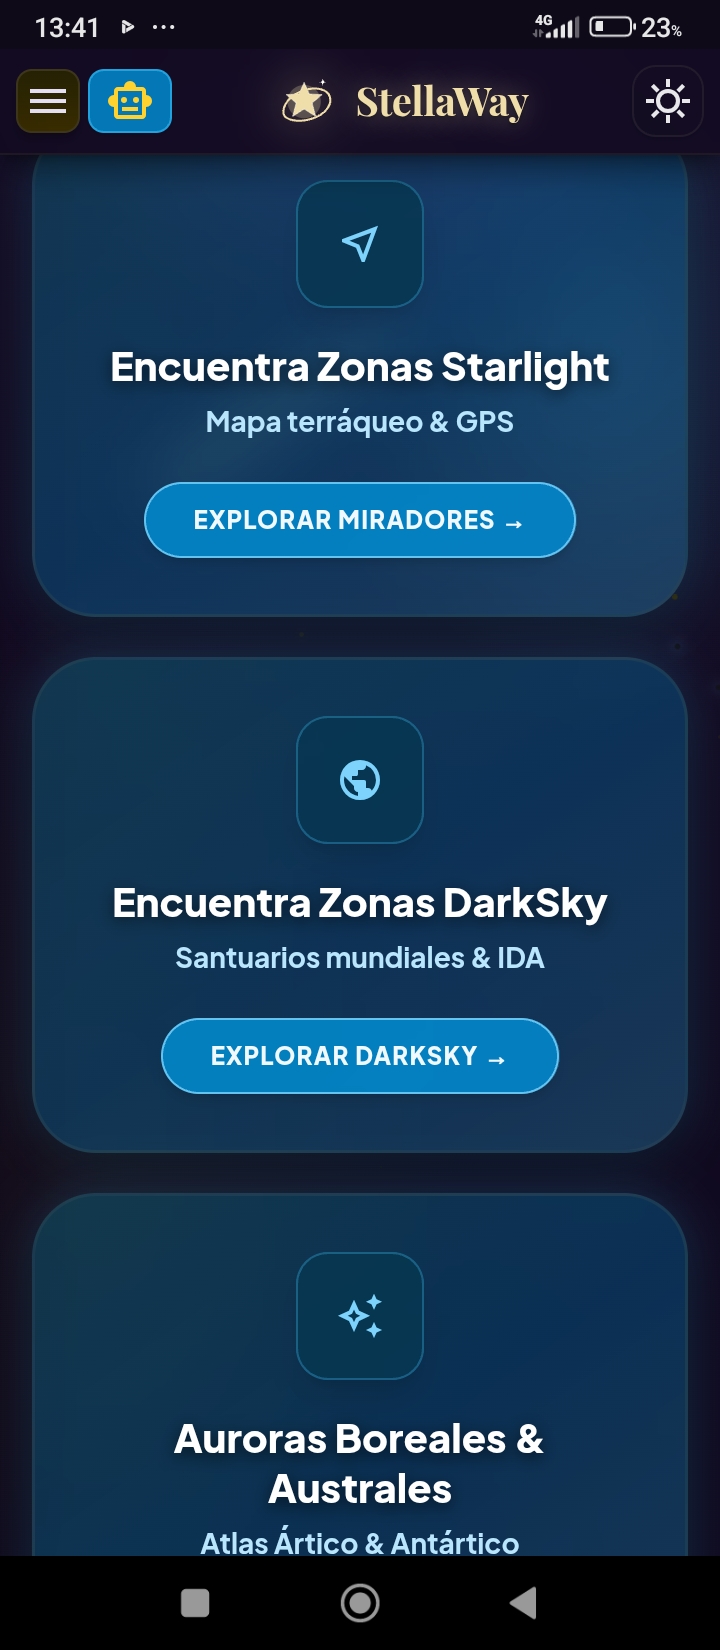 13:41
4G
23%
StellaWay
Encuentra Zonas Starlight
Mapa terráqueo & GPS
EXPLORAR MIRADORES →
Encuentra Zonas DarkSky
Santuarios mundiales & IDA
EXPLORAR DARKSKY →
Auroras Boreales &
Australes
Atlas Ártico & Antártico